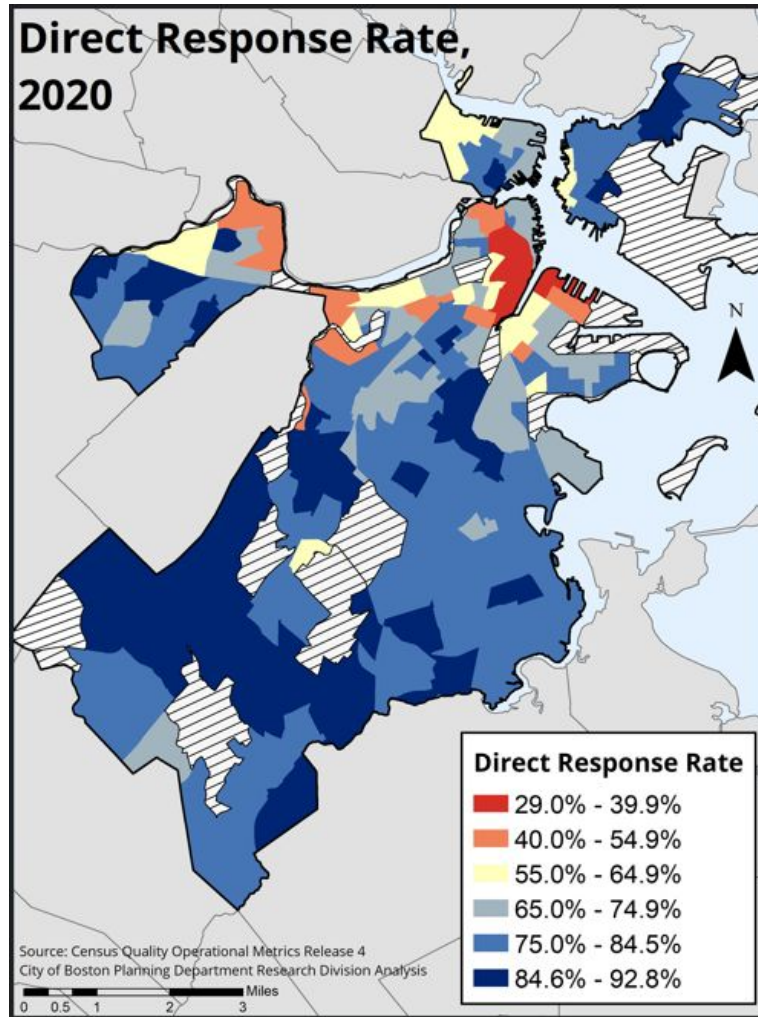 Direct Response Rate,
2020
N
Direct Response Rate
29.0% - 39.9%
40.0% - 54.9%
55.0% - 64.9%
65.0% - 74.9%
75.0% - 84.5%
84.6% - 92.8%
Source: Census Quality Operational Metrics Release 4
City of Boston Planning Department Research Division Analysis
Miles
0 0.5 1 2 3